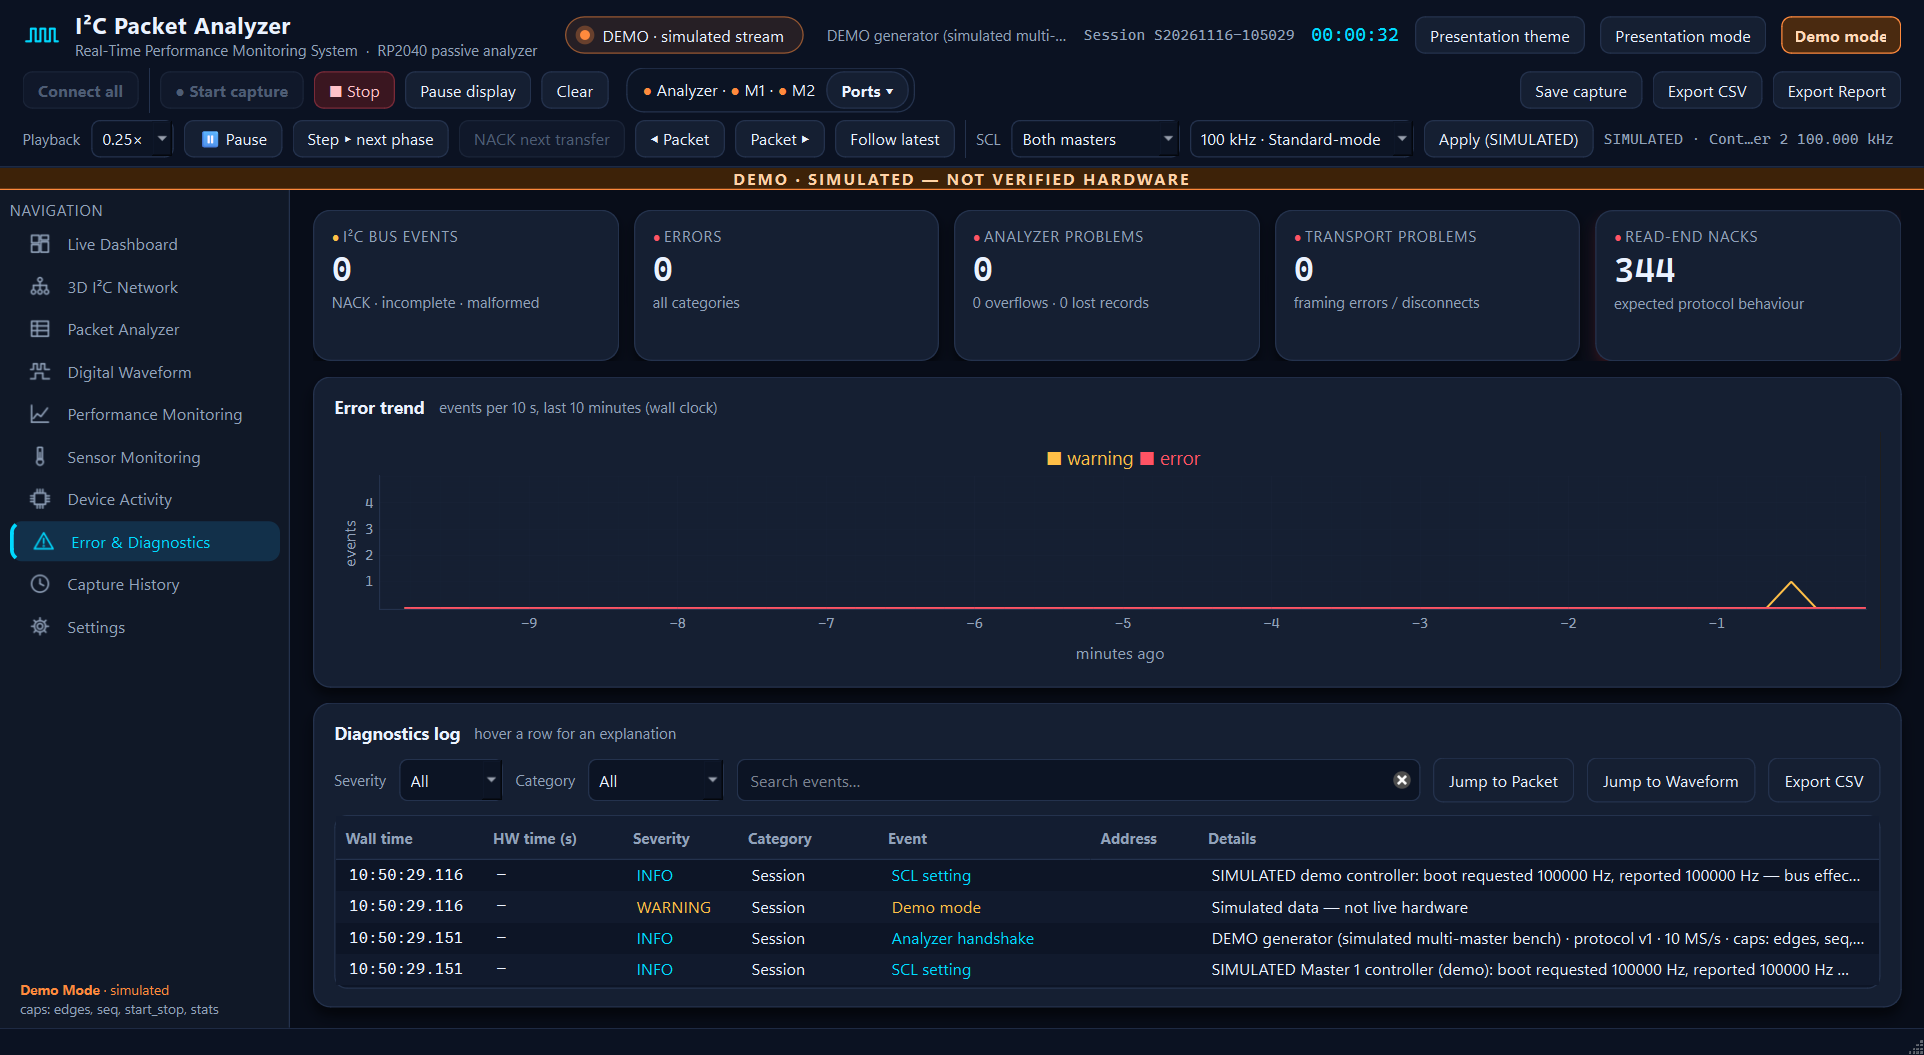 I²C Packet Analyzer
Real-Time Performance Monitoring System · RP2040 passive analyzer
DEMO · simulated stream
DEMO generator (simulated multi-...
Session S20261116-105029
00:00:32
Presentation theme
Presentation mode
Demo mode
Connect all
Start capture
Stop
Pause display
Clear
Analyzer · M1 · M2
Ports
Save capture
Export CSV
Export Report
Playback
0.25×
Pause
Step ▸ next phase
NACK next transfer
◂ Packet
Packet ▸
Follow latest
SCL
Both masters
100 kHz · Standard-mode
Apply (SIMULATED)
SIMULATED · Cont…er 2 100.000 kHz
DEMO · SIMULATED — NOT VERIFIED HARDWARE
NAVIGATION
Live Dashboard
3D I²C Network
Packet Analyzer
Digital Waveform
Performance Monitoring
Sensor Monitoring
Device Activity
Error & Diagnostics
Capture History
Settings
Demo Mode · simulated
caps: edges, seq, start_stop, stats
I²C BUS EVENTS
0
NACK · incomplete · malformed
ERRORS
0
all categories
ANALYZER PROBLEMS
0
0 overflows · 0 lost records
TRANSPORT PROBLEMS
0
framing errors / disconnects
READ-END NACKS
344
expected protocol behaviour
Error trend events per 10 s, last 10 minutes (wall clock)
warning error
events
4
3
2
1
−9 −8 −7 −6 −5 −4 −3 −2 −1
minutes ago
Diagnostics log hover a row for an explanation
Severity All Category All Search events... Jump to Packet Jump to Waveform Export CSV
Wall time HW time (s) Severity Category Event Address Details
10:50:29.116 — INFO Session SCL setting SIMULATED demo controller: boot requested 100000 Hz, reported 100000 Hz — bus effec...
10:50:29.116 — WARNING Session Demo mode Simulated data — not live hardware
10:50:29.151 — INFO Session Analyzer handshake DEMO generator (simulated multi-master bench) · protocol v1 · 10 MS/s · caps: edges, seq,...
10:50:29.151 — INFO Session SCL setting SIMULATED Master 1 controller (demo): boot requested 100000 Hz, reported 100000 Hz ...